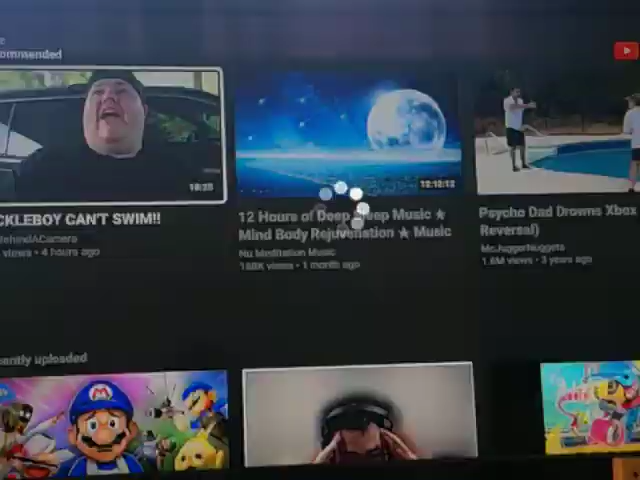 ommended
18:25
12:12:12
CKLEBOY CAN'T SWIM!!
BehindACamera
views • 4 hours ago
12 Hours of Deep Sleep Music ★
Mind Body Rejuvenation ★ Music
Nu Meditation Music
168K views • 1 month ago
Psycho Dad Drowns Xbox
Reversal)
McJuggerNuggets
1.6M views • 3 years ago
ently uploaded